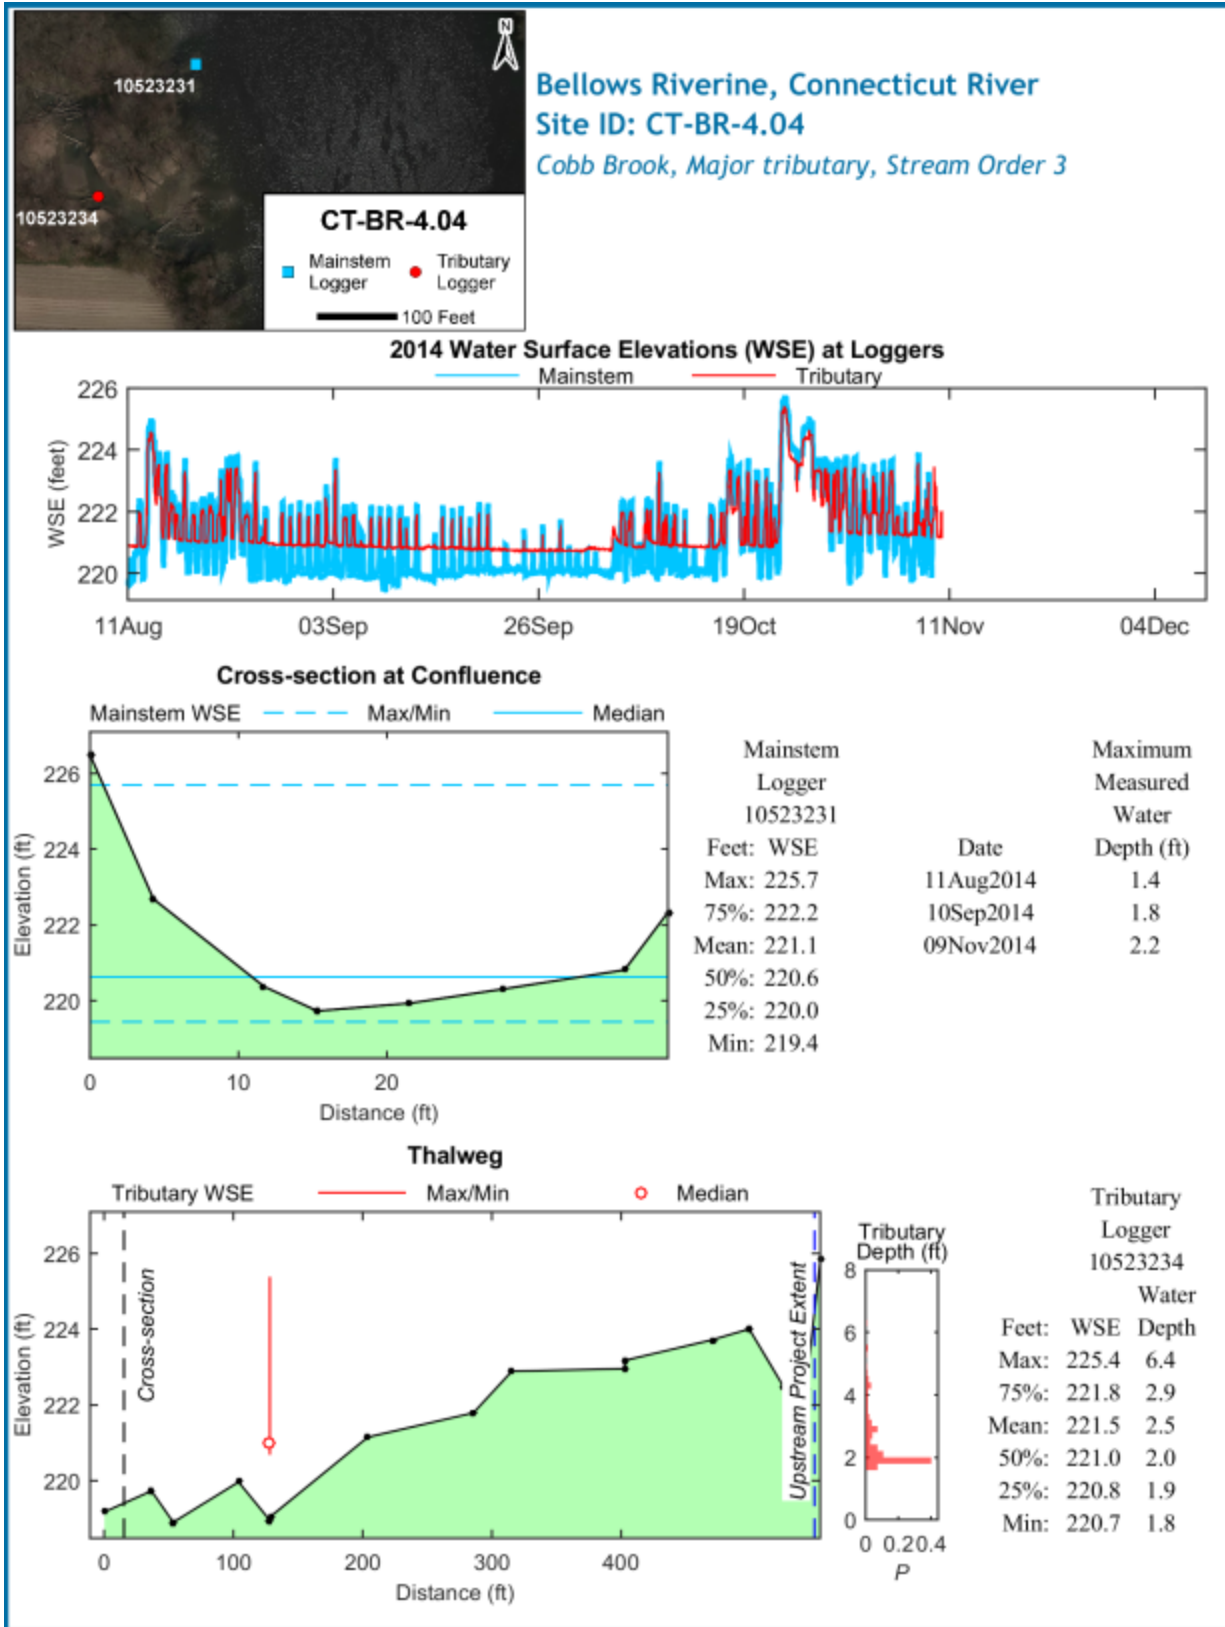 N
10523231
10523234
CT-BR-4.04
Mainstem Logger
Tributary Logger
100 Feet
Bellows Riverine, Connecticut River
Site ID: CT-BR-4.04
Cobb Brook, Major tributary, Stream Order 3
2014 Water Surface Elevations (WSE) at Loggers
Mainstem Tributary
WSE (feet)
226
224
222
220
11Aug 03Sep 26Sep 19Oct 11Nov 04Dec
Cross-section at Confluence
Mainstem WSE Max/Min Median
Elevation (ft)
226
224
222
220
0 10 20
Distance (ft)
Mainstem
Logger
10523231
Feet: WSE
Max: 225.7
75%: 222.2
Mean: 221.1
50%: 220.6
25%: 220.0
Min: 219.4
Maximum
Measured
Water
Date Depth (ft)
11Aug2014 1.4
10Sep2014 1.8
09Nov2014 2.2
Thalweg
Tributary WSE Max/Min Median
Elevation (ft)
226
224
222
220
Cross-section
Upstream Project Extent
0 100 200 300 400
Distance (ft)
Tributary
Depth (ft)
8
6
4
2
0
0 0.2 0.4
P
Tributary
Logger
10523234
Water
Feet: WSE Depth
Max: 225.4 6.4
75%: 221.8 2.9
Mean: 221.5 2.5
50%: 221.0 2.0
25%: 220.8 1.9
Min: 220.7 1.8